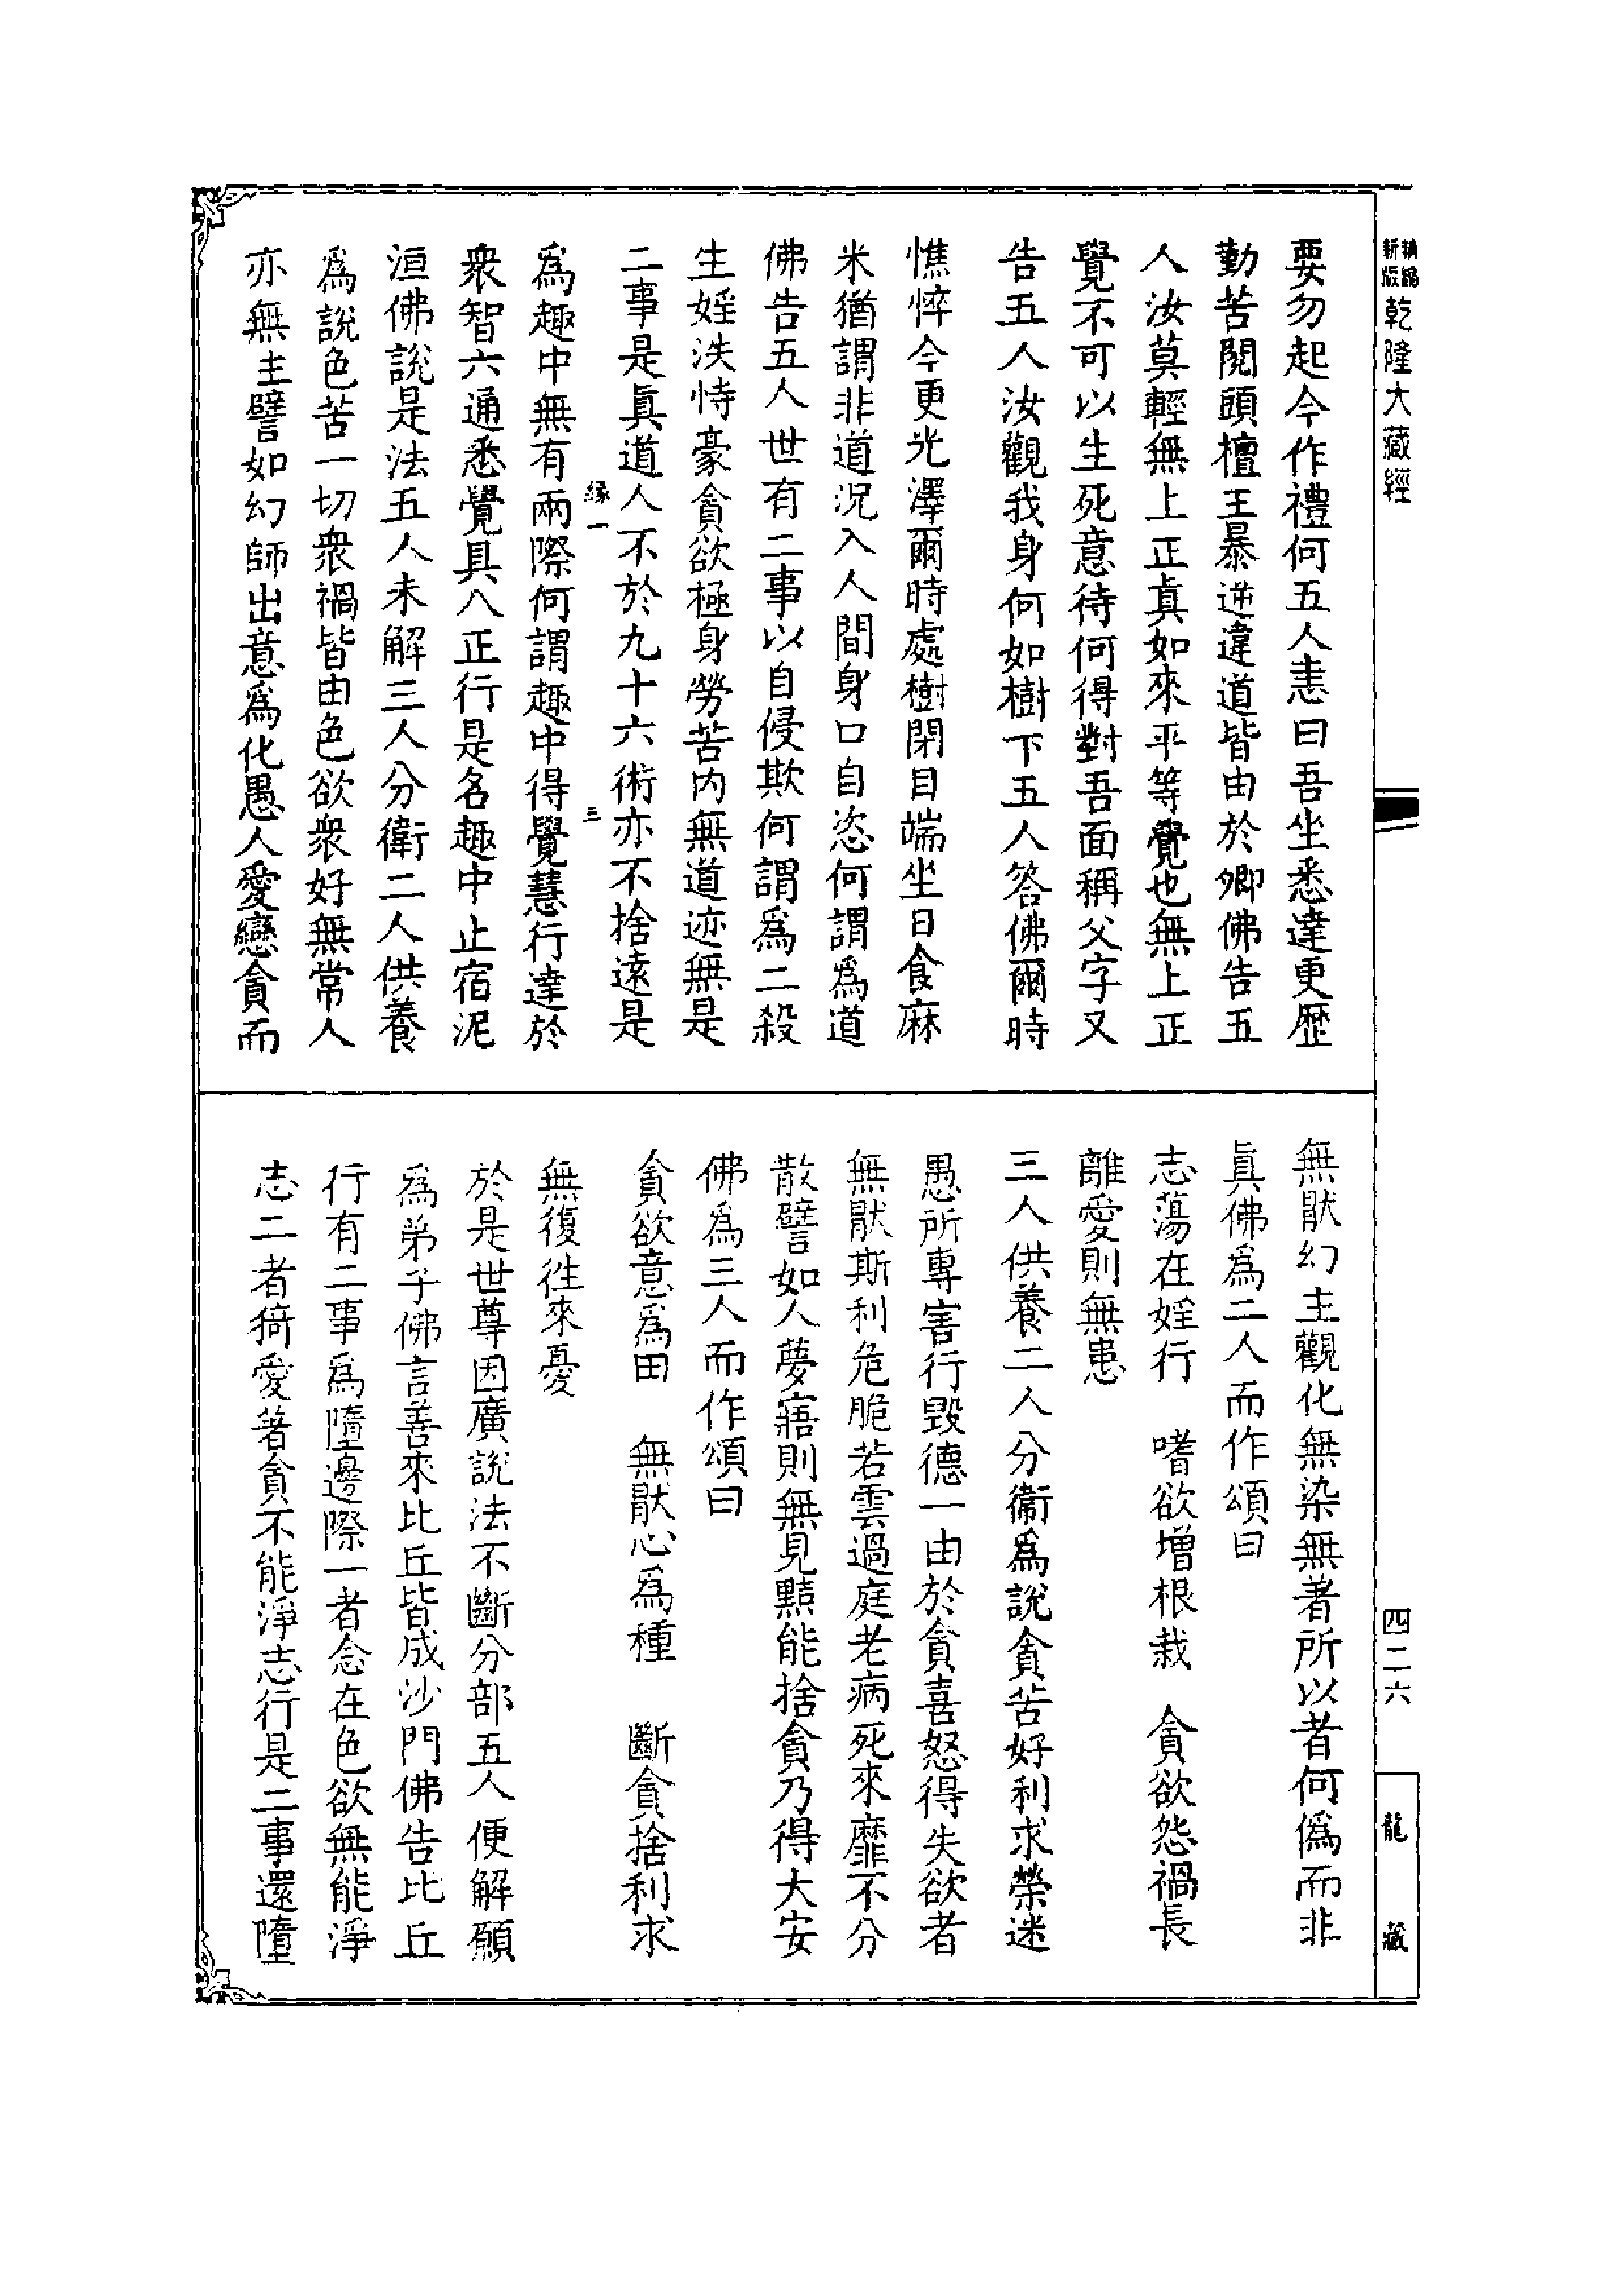 新編
新版
乾隆大藏經
四二六
龍藏
要勿起今作禮何五人恚曰吾坐悉達更歷
勤苦閱頭檀王暴逆違道皆由於卿佛告五
人汝莫輕無上正真如來平等覺也無上正
覺不可以生死意待何得對吾面稱父字又
告五人汝觀我身何如樹下五人答佛爾時
憔悴今更光澤爾時處樹閉目端坐日食麻
米猶謂非道況入人間身口自恣何謂爲道
佛告五人世有二事以自侵欺何謂爲二殺
生婬泆恃豪貪欲極身勞苦內無道迹無是
二事是真道人不於九十六術亦不捨遠是
緣一
三
爲趣中無有兩際何謂趣中得覺慧行達於
衆智六通悉覺具八正行是名趣中止宿泥
洹佛說是法五人未解三人分衛二人供養
爲說色苦一切衆禍皆由色欲衆好無常人
亦無主譬如幻師出意爲化愚人愛戀貪而
無猒幻主觀化無染無著所以者何僞而非
真佛爲二人而作頌曰
志蕩在婬行　嗜欲增根栽　貪欲怨禍長
離愛則無患
三人供養二人分衛爲說貪苦好利求榮迷
愚所專害行毀德一由於貪喜怒得失欲者
無猒斯利危脆若雲過庭老病死來靡不分
散譬如人夢寤則無見黠能捨貪乃得大安
佛爲三人而作頌曰
貪欲意爲田　無猒心爲種　斷貪捨利求
無復徃來憂
於是世尊因廣說法不斷分部五人便解願
爲弟子佛言善來比丘皆成沙門佛告比丘
行有二事爲墮邊際一者念在色欲無能淨
志二者猗愛著貪不能淨志行是二事還墮